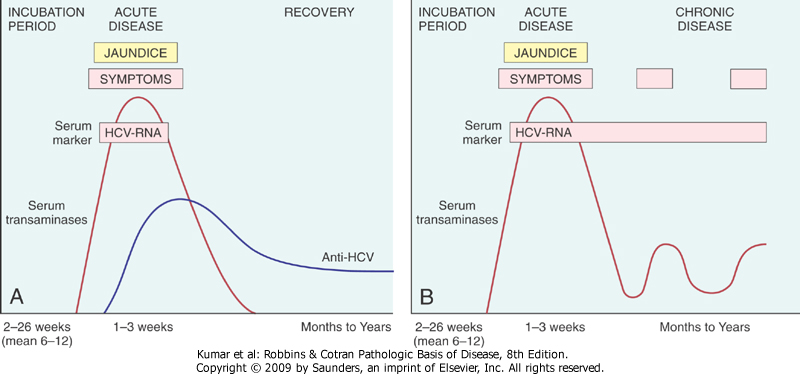 INCUBATION
PERIOD
ACUTE
DISEASE
RECOVERY
JAUNDICE
SYMPTOMS
Serum
marker
HCV-RNA
Serum
transaminases
Anti-HCV
A
2–26 weeks
(mean 6–12)
1–3 weeks
Months to Years
INCUBATION
PERIOD
ACUTE
DISEASE
CHRONIC
DISEASE
JAUNDICE
SYMPTOMS
Serum
marker
HCV-RNA
Serum
transaminases
B
2–26 weeks
(mean 6–12)
1–3 weeks
Months to Years
Kumar et al: Robbins & Cotran Pathologic Basis of Disease, 8th Edition.
Copyright © 2009 by Saunders, an imprint of Elsevier, Inc. All rights reserved.